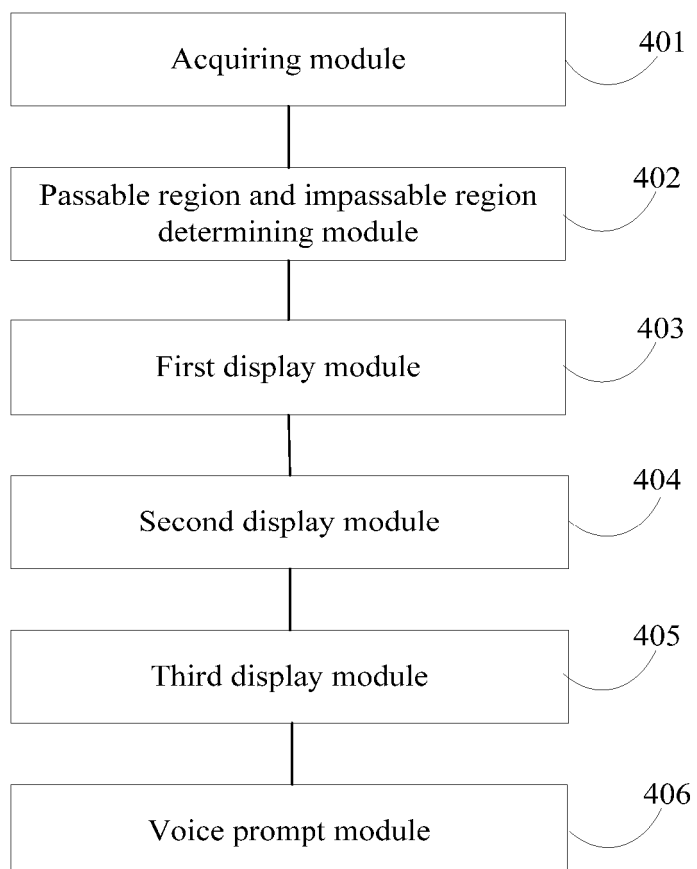 Acquiring module
401
Passable region and impassable region
determining module
402
First display module
403
Second display module
404
Third display module
405
Voice prompt module
406